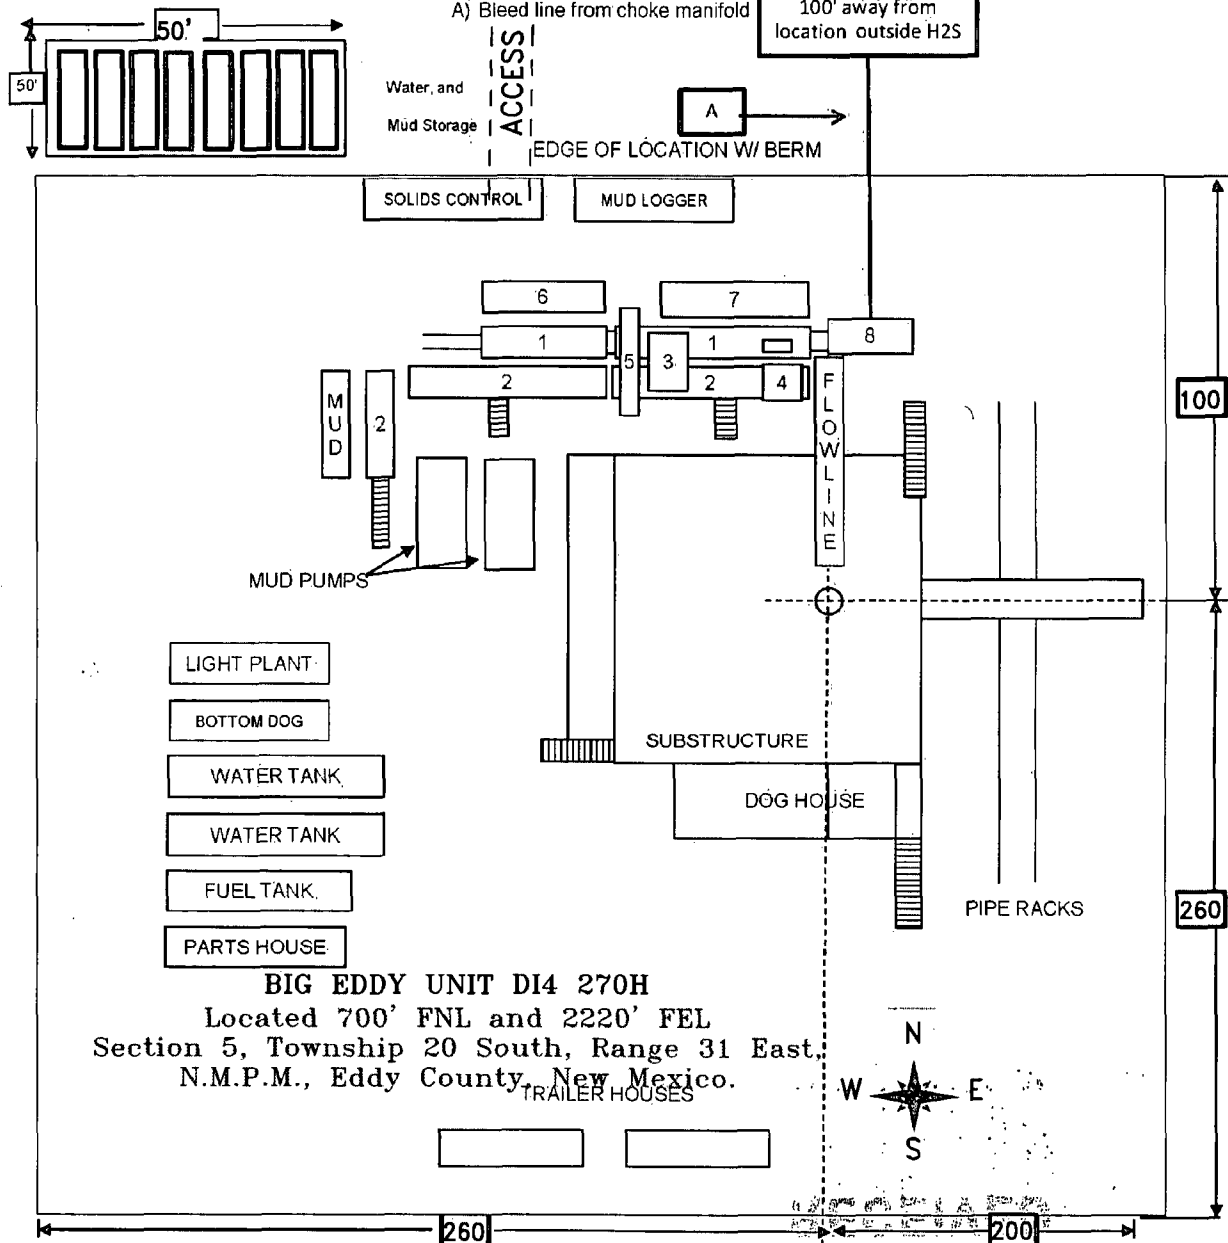 A) Bleed line from choke manifold
100' away from
location outside H2S
50'
50'
Water, and
Mud Storage
ACCESS
A
EDGE OF LOCATION W/ BERM
SOLIDS CONTROL
MUD LOGGER
6
7
1
1
8
5
3
2
2
4
MUD
2
FLOWLINE
100
MUD PUMPS
LIGHT PLANT
BOTTOM DOG
SUBSTRUCTURE
WATER TANK
DOG HOUSE
WATER TANK
FUEL TANK
PIPE RACKS
260
PARTS HOUSE
BIG EDDY UNIT DI4 270H
Located 700' FNL and 2220' FEL
Section 5, Township 20 South, Range 31 East,
N.M.P.M., Eddy County, New Mexico.
TRAILER HOUSES
N
W E
S
260
200